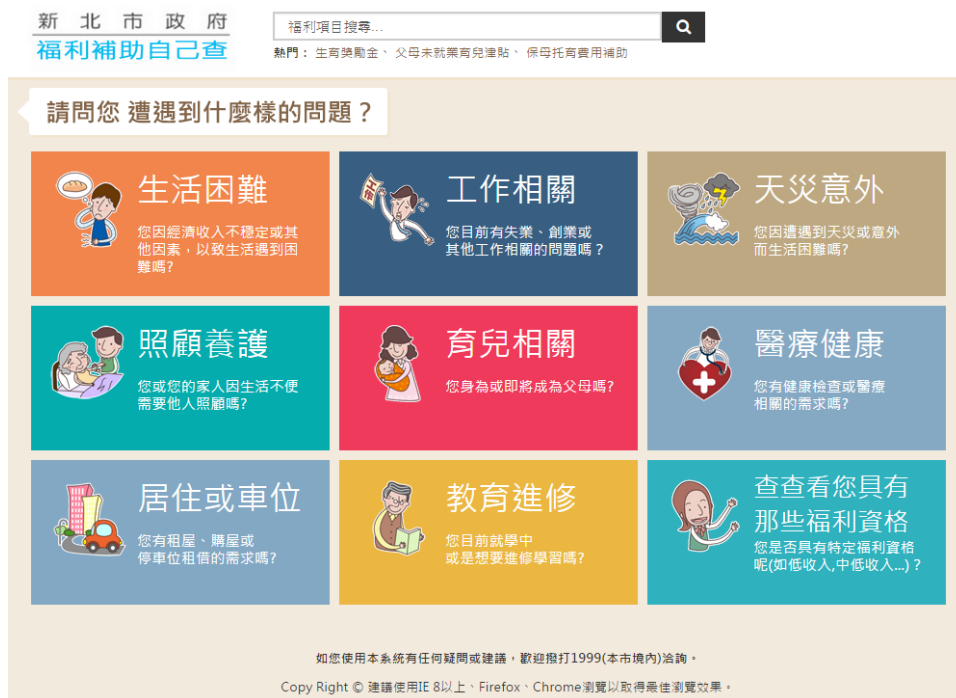 新北市政府
福利補助自己查
福利項目搜尋...
熱門： 生育獎勵金、 父母未就業育兒津貼、 保母托育費用補助
請問您 遭遇到什麼樣的問題？
生活困難
您因經濟收入不穩定或其
他因素，以致生活遇到困
難嗎?
工作
工作相關
您目前有失業、創業或
其他工作相關的問題嗎？
天災意外
您因遭遇到天災或意外
而生活困難嗎?
照顧養護
您或您的家人因生活不便
需要他人照顧嗎?
育兒相關
您身為或即將成為父母嗎?
醫療健康
您有健康檢查或醫療
相關的需求嗎?
居住或車位
您有租屋、購屋或
停車位租借的需求嗎?
教育進修
您目前就學中
或是想要進修學習嗎?
查查看您具有
那些福利資格
您是否具有特定福利資格
呢(如低收入,中低收入...)？
如您使用本系統有任何疑問或建議，歡迎撥打1999(本市境內)洽詢。
Copy Right © 建議使用IE 8以上、Firefox、Chrome瀏覽以取得最佳瀏覽效果。